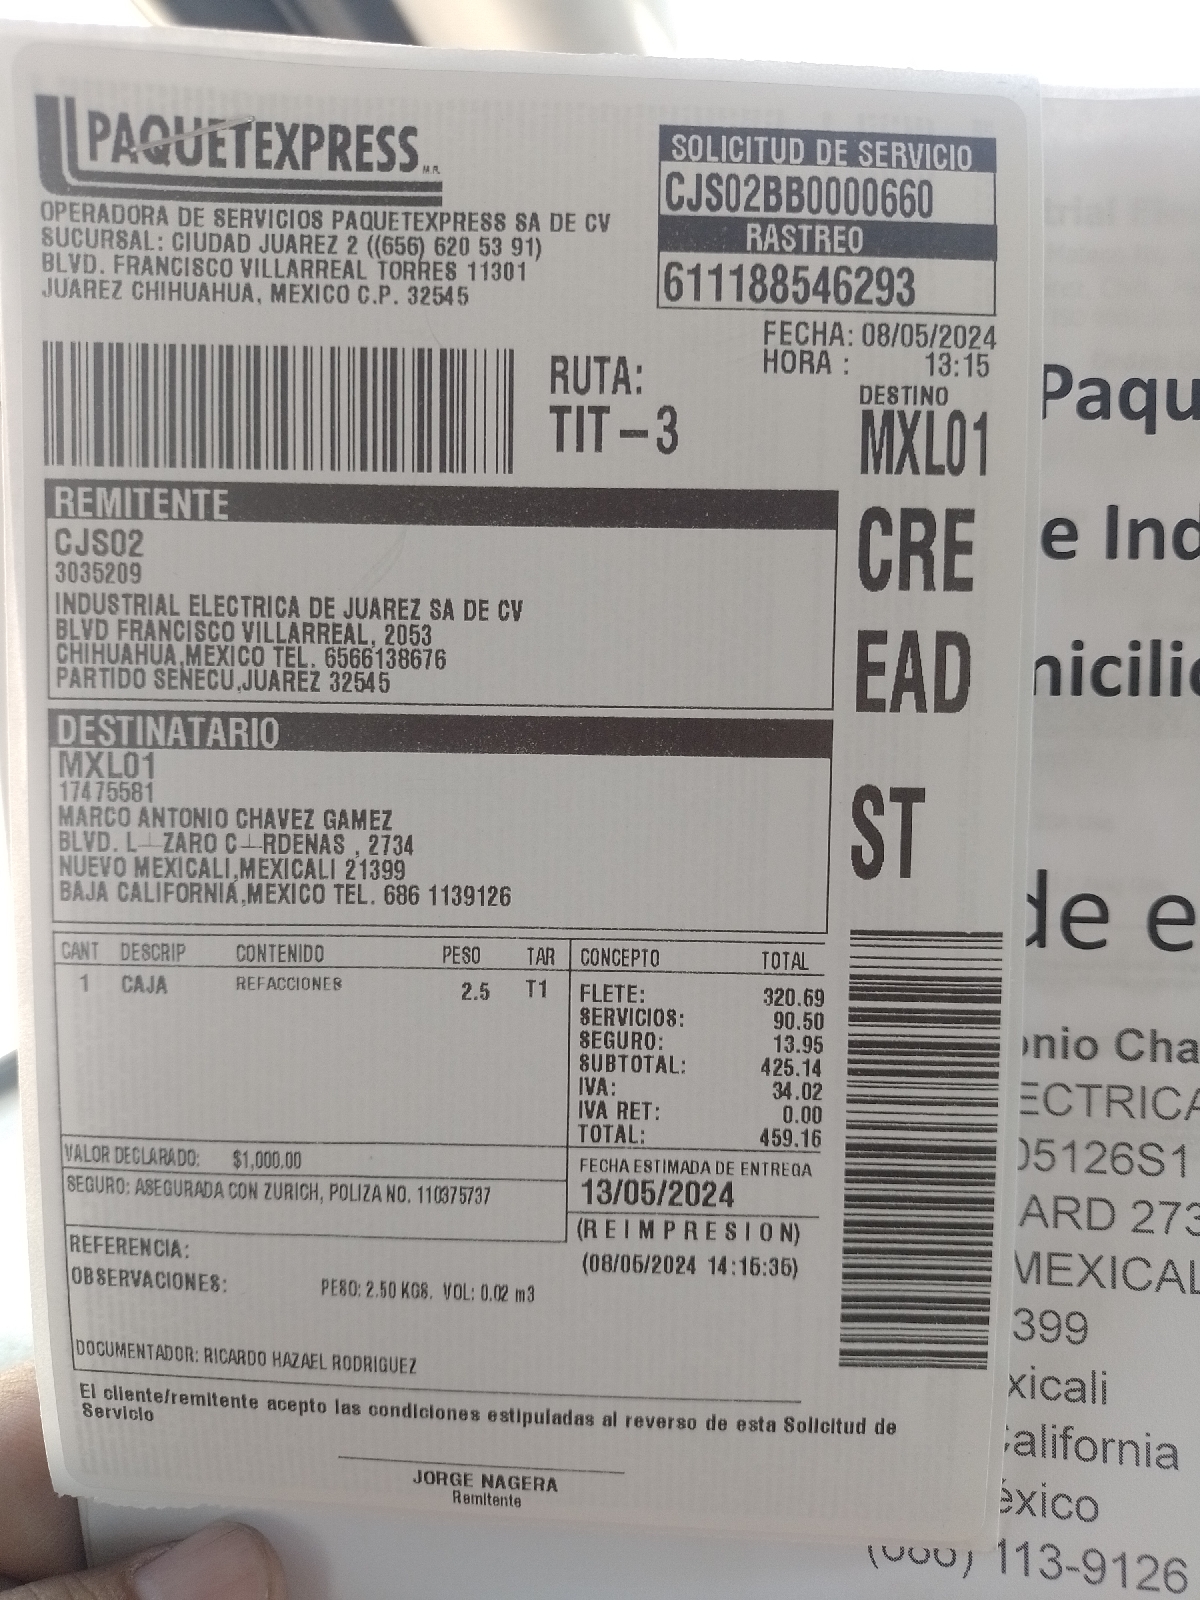 PAQUETEXPRESS M.R.
OPERADORA DE SERVICIOS PAQUETEXPRESS SA DE CV
SUCURSAL: CIUDAD JUAREZ 2 ((656) 620 53 91)
BLVD. FRANCISCO VILLARREAL TORRES 11301
JUAREZ CHIHUAHUA, MEXICO C.P. 32545
SOLICITUD DE SERVICIO
CJS02BB0000660
RASTREO
611188546293
FECHA: 08/05/2024
HORA : 13:15
RUTA:
TIT-3
DESTINO
MXL01
CRE
EAD
ST
REMITENTE
CJS02
3035209
INDUSTRIAL ELECTRICA DE JUAREZ SA DE CV
BLVD FRANCISCO VILLARREAL, 2053
CHIHUAHUA,MEXICO TEL. 6566138676
PARTIDO SENECU,JUAREZ 32545
DESTINATARIO
MXL01
17475581
MARCO ANTONIO CHAVEZ GAMEZ
BLVD. L┴ZARO C┴RDENAS , 2734
NUEVO MEXICALI,MEXICALI 21399
BAJA CALIFORNIA,MEXICO TEL. 686 1139126
CANT DESCRIP CONTENIDO PESO TAR
1 CAJA REFACCIONES 2.5 T1
CONCEPTO TOTAL
FLETE: 320.69
SERVICIOS: 90.50
SEGURO: 13.95
SUBTOTAL: 425.14
IVA: 34.02
IVA RET: 0.00
TOTAL: 459.16
VALOR DECLARADO: $1,000.00
SEGURO: ASEGURADA CON ZURICH, POLIZA NO. 110375737
FECHA ESTIMADA DE ENTREGA
13/05/2024
(REIMPRESION)
(08/05/2024 14:15:35)
REFERENCIA:
OBSERVACIONES: PESO: 2.50 KGS. VOL: 0.02 m3
DOCUMENTADOR: RICARDO HAZAEL RODRIGUEZ
El cliente/remitente acepto las condiciones estipuladas al reverso de esta Solicitud de
Servicio
JORGE NAGERA
Remitente
Paqu
e Ind
nicilio
de e
onio Cha
ECTRICA
05126S1
ARD 273
MEXICAL
399
xicali
California
éxico
113-9126